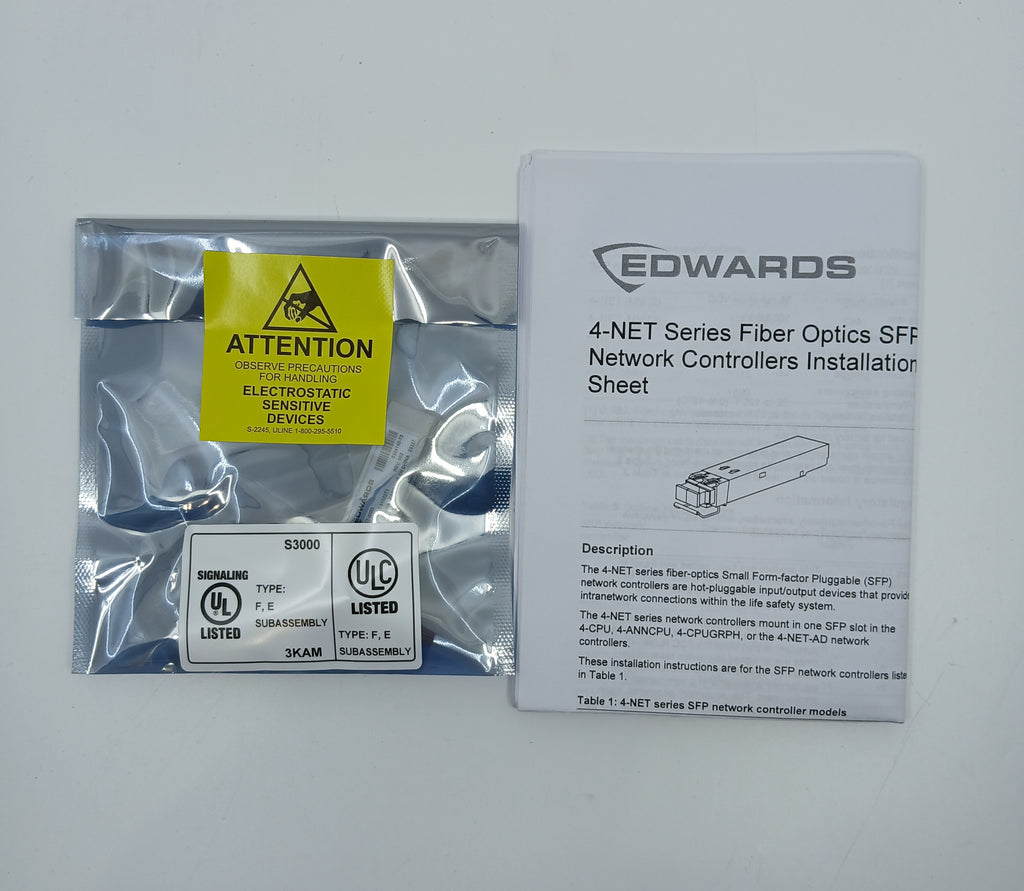 ATTENTION
OBSERVE PRECAUTIONS
FOR HANDLING
ELECTROSTATIC
SENSITIVE
DEVICES
S-2245, ULINE 1-800-295-5510
EDWARDS
S3000
SIGNALING
UL
®
LISTED
TYPE:
F, E
SUBASSEMBLY
3KAM
ULC
LISTED
TYPE: F, E
SUBASSEMBLY
EDWARDS
4-NET Series Fiber Optics SFP
Network Controllers Installation
Sheet
Description
The 4-NET series fiber-optics Small Form-factor Pluggable (SFP)
network controllers are hot-pluggable input/output devices that provide
intranetwork connections within the life safety system.
The 4-NET series network controllers mount in one SFP slot in the
4-CPU, 4-ANNCPU, 4-CPUGRPH, or the 4-NET-AD network
controllers.
These installation instructions are for the SFP network controllers liste
in Table 1.
Table 1: 4-NET series SFP network controller models